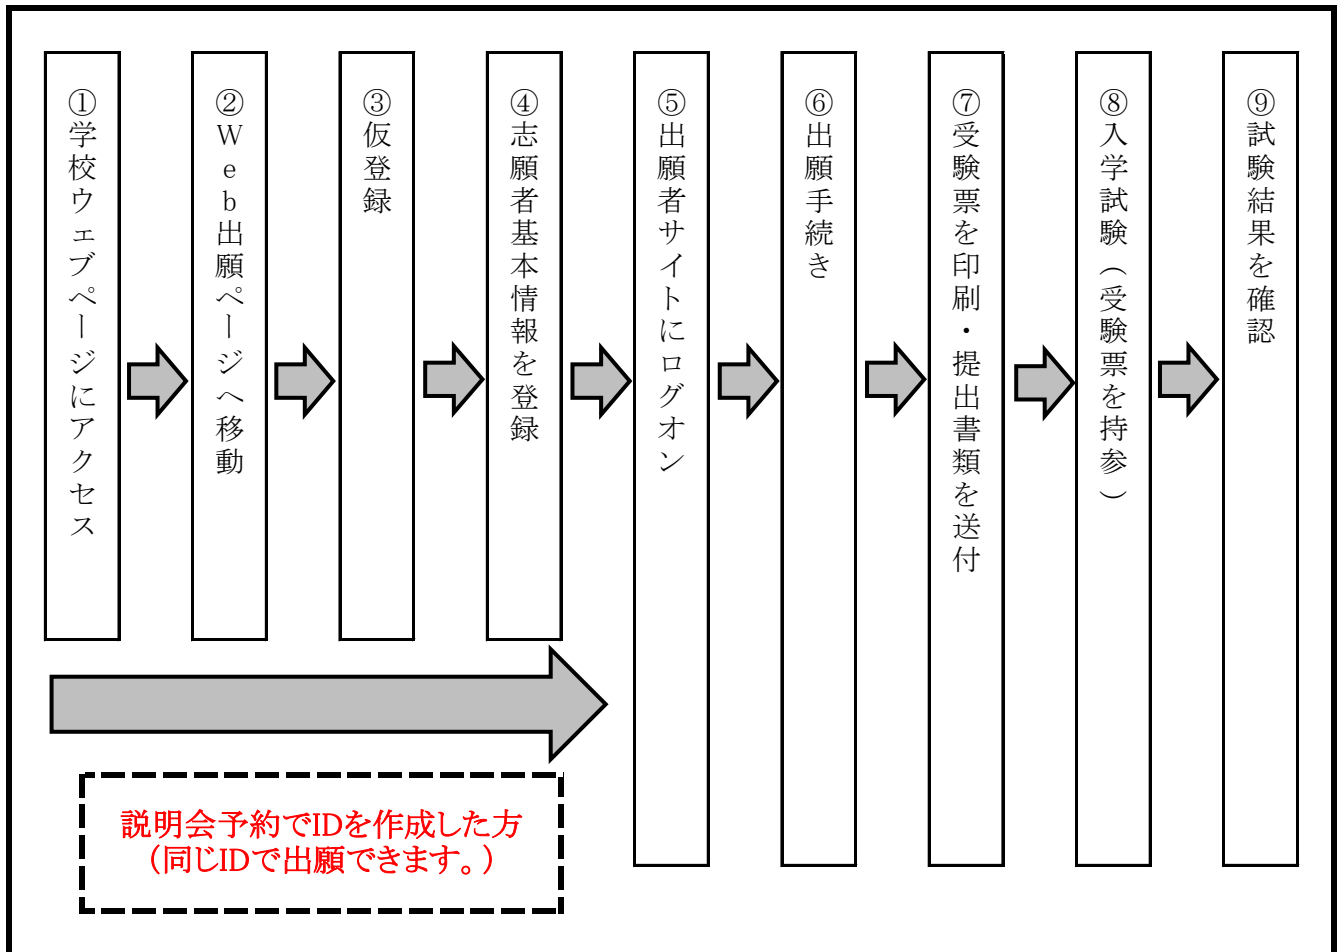 ①学校ウェブページにアクセス
②Web出願ページへ移動
③仮登録
④志願者基本情報を登録
⑤出願者サイトにログオン
⑥出願手続き
⑦受験票を印刷・提出書類を送付
⑧入学試験（受験票を持参）
⑨試験結果を確認
説明会予約でIDを作成した方
（同じIDで出願できます。）